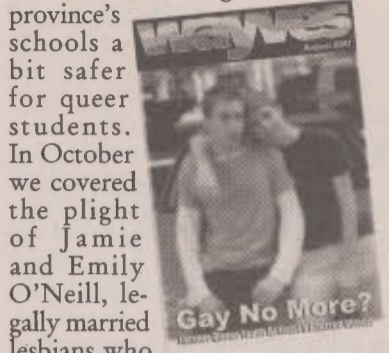 province's
schools a
bit safer
for queer
students.
In October
we covered
the plight
of Jamie
and Emily
O'Neill, le-
gally married
lesbians who
wayves
Gay No More?